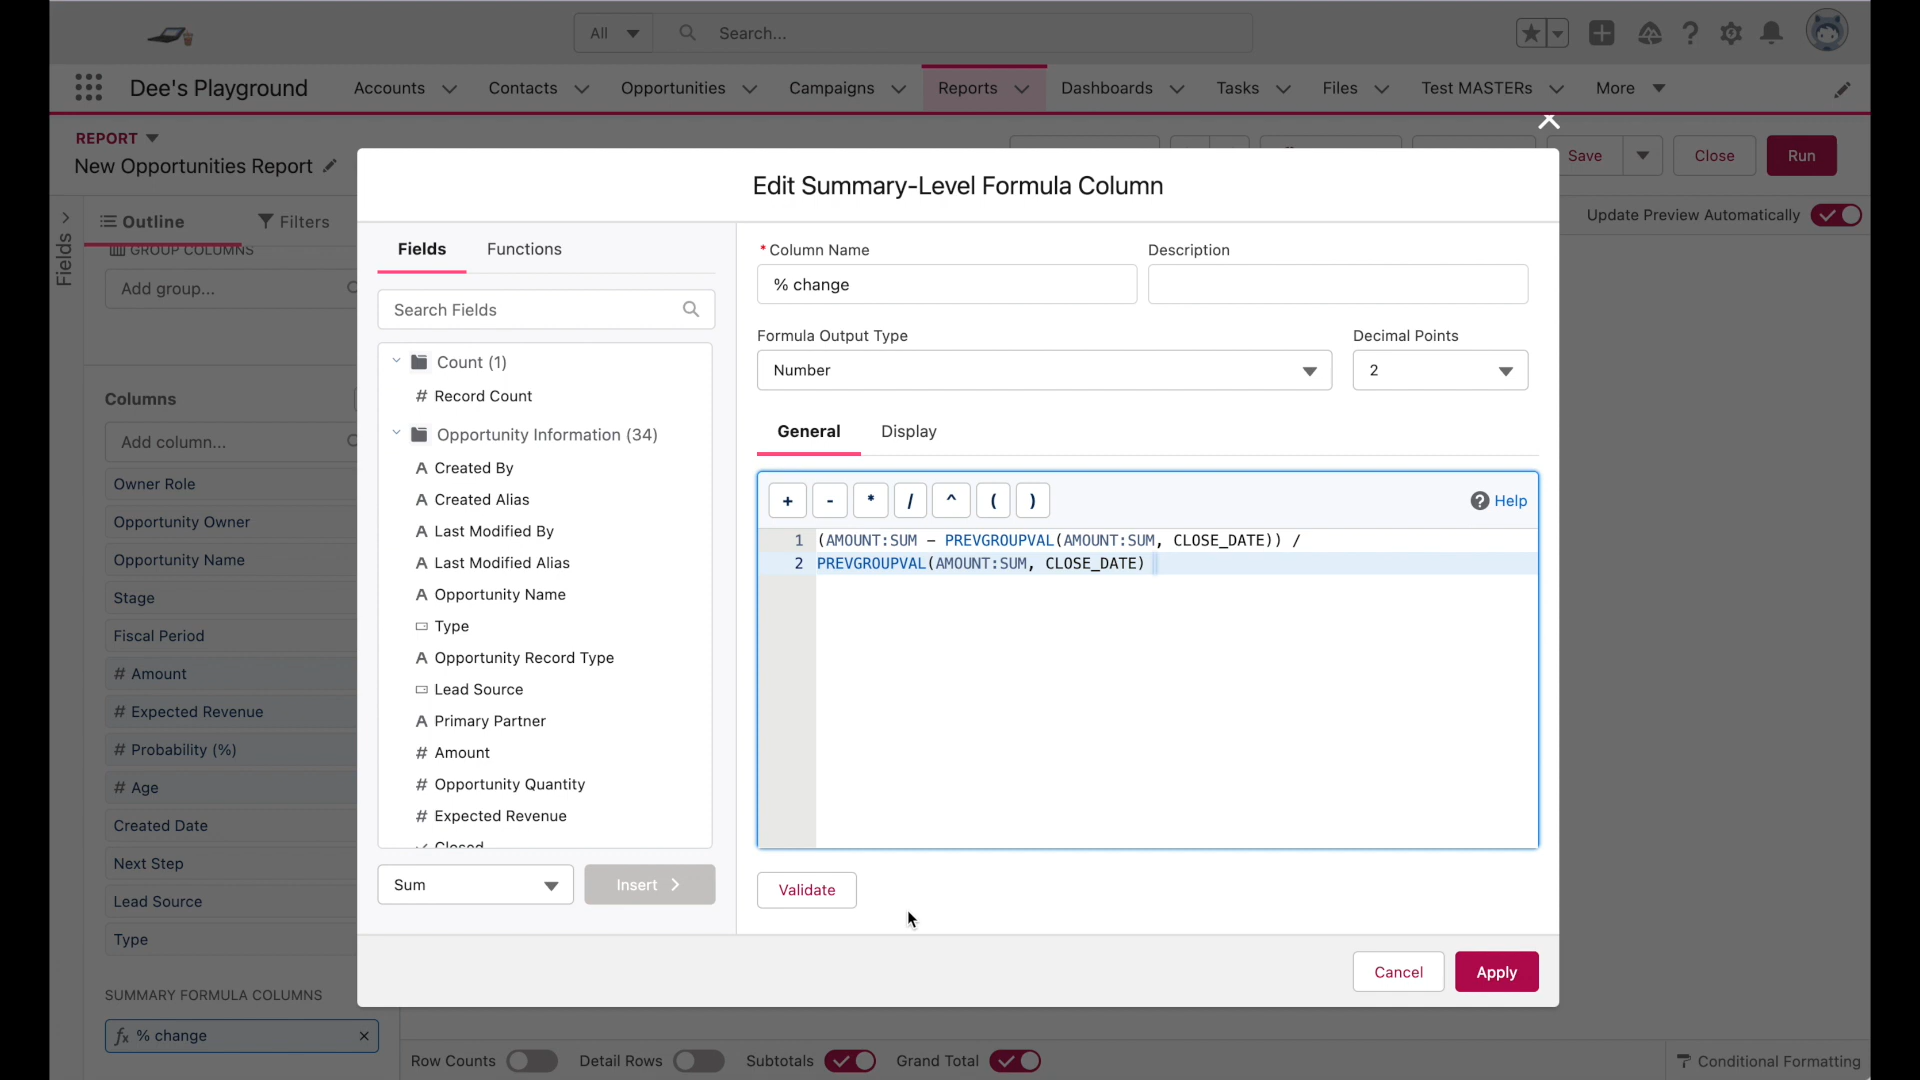 All
Search...
Dee's Playground
Accounts
Contacts
Opportunities
Campaigns
Reports
Dashboards
Tasks
Files
Test MASTERs
More
REPORT
New Opportunities Report
Save
Close
Run
Fields
Outline
Filters
Update Preview Automatically
GROUP COLUMNS
Add group...
Columns
Add column...
Owner Role
Opportunity Owner
Opportunity Name
Stage
Fiscal Period
# Amount
# Expected Revenue
# Probability (%)
# Age
Created Date
Next Step
Lead Source
Type
SUMMARY FORMULA COLUMNS
fx % change
Edit Summary-Level Formula Column
Fields
Functions
Search Fields
Count (1)
# Record Count
Opportunity Information (34)
A Created By
A Created Alias
A Last Modified By
A Last Modified Alias
A Opportunity Name
Type
A Opportunity Record Type
Lead Source
A Primary Partner
# Amount
# Opportunity Quantity
# Expected Revenue
Closed
Sum
Insert
* Column Name
% change
Description
Formula Output Type
Number
Decimal Points
2
General
Display
+ - * / ^ ( )
? Help
1 (AMOUNT:SUM - PREVGROUPVAL(AMOUNT:SUM, CLOSE_DATE)) /
2 PREVGROUPVAL(AMOUNT:SUM, CLOSE_DATE)
Validate
Cancel
Apply
Row Counts
Detail Rows
Subtotals
Grand Total
Conditional Formatting